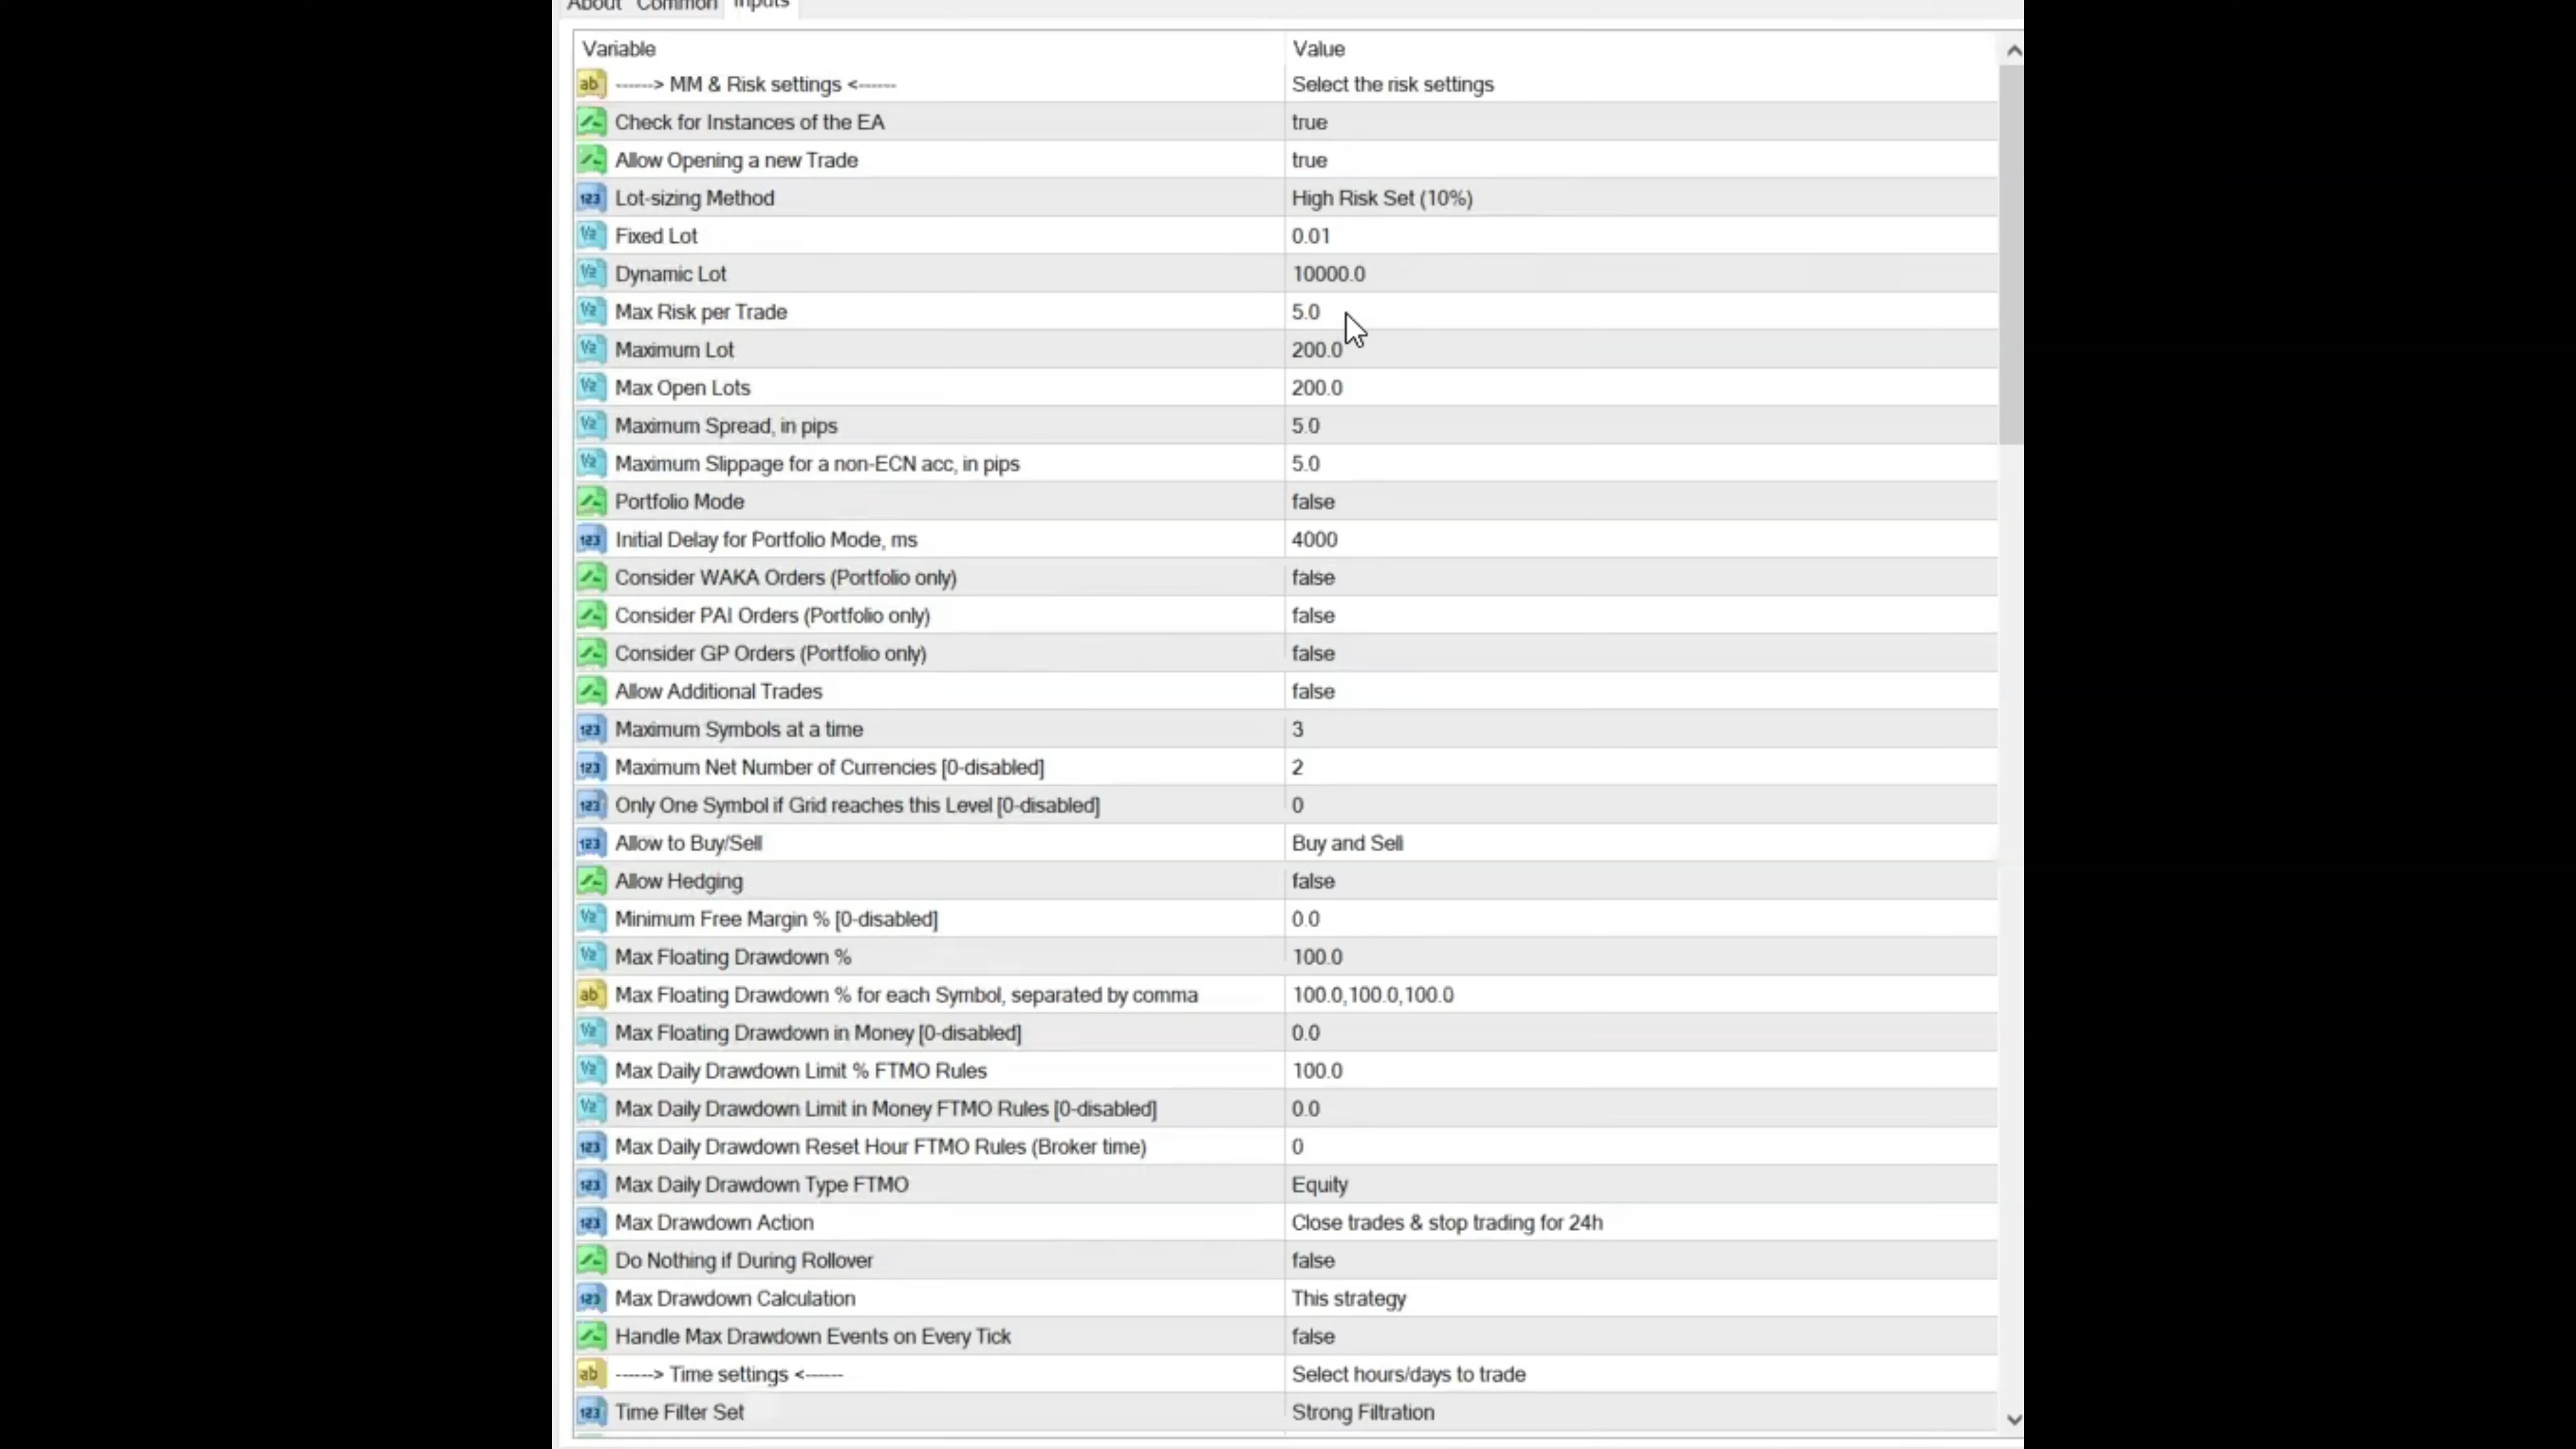 About Common Inputs
Variable Value
------> MM & Risk settings <------ Select the risk settings
Check for Instances of the EA true
Allow Opening a new Trade true
Lot-sizing Method High Risk Set (10%)
Fixed Lot 0.01
Dynamic Lot 10000.0
Max Risk per Trade 5.0
Maximum Lot 200.0
Max Open Lots 200.0
Maximum Spread, in pips 5.0
Maximum Slippage for a non-ECN acc, in pips 5.0
Portfolio Mode false
Initial Delay for Portfolio Mode, ms 4000
Consider WAKA Orders (Portfolio only) false
Consider PAI Orders (Portfolio only) false
Consider GP Orders (Portfolio only) false
Allow Additional Trades false
Maximum Symbols at a time 3
Maximum Net Number of Currencies [0-disabled] 2
Only One Symbol if Grid reaches this Level [0-disabled] 0
Allow to Buy/Sell Buy and Sell
Allow Hedging false
Minimum Free Margin % [0-disabled] 0.0
Max Floating Drawdown % 100.0
Max Floating Drawdown % for each Symbol, separated by comma 100.0,100.0,100.0
Max Floating Drawdown in Money [0-disabled] 0.0
Max Daily Drawdown Limit % FTMO Rules 100.0
Max Daily Drawdown Limit in Money FTMO Rules [0-disabled] 0.0
Max Daily Drawdown Reset Hour FTMO Rules (Broker time) 0
Max Daily Drawdown Type FTMO Equity
Max Drawdown Action Close trades & stop trading for 24h
Do Nothing if During Rollover false
Max Drawdown Calculation This strategy
Handle Max Drawdown Events on Every Tick false
------> Time settings <------ Select hours/days to trade
Time Filter Set Strong Filtration